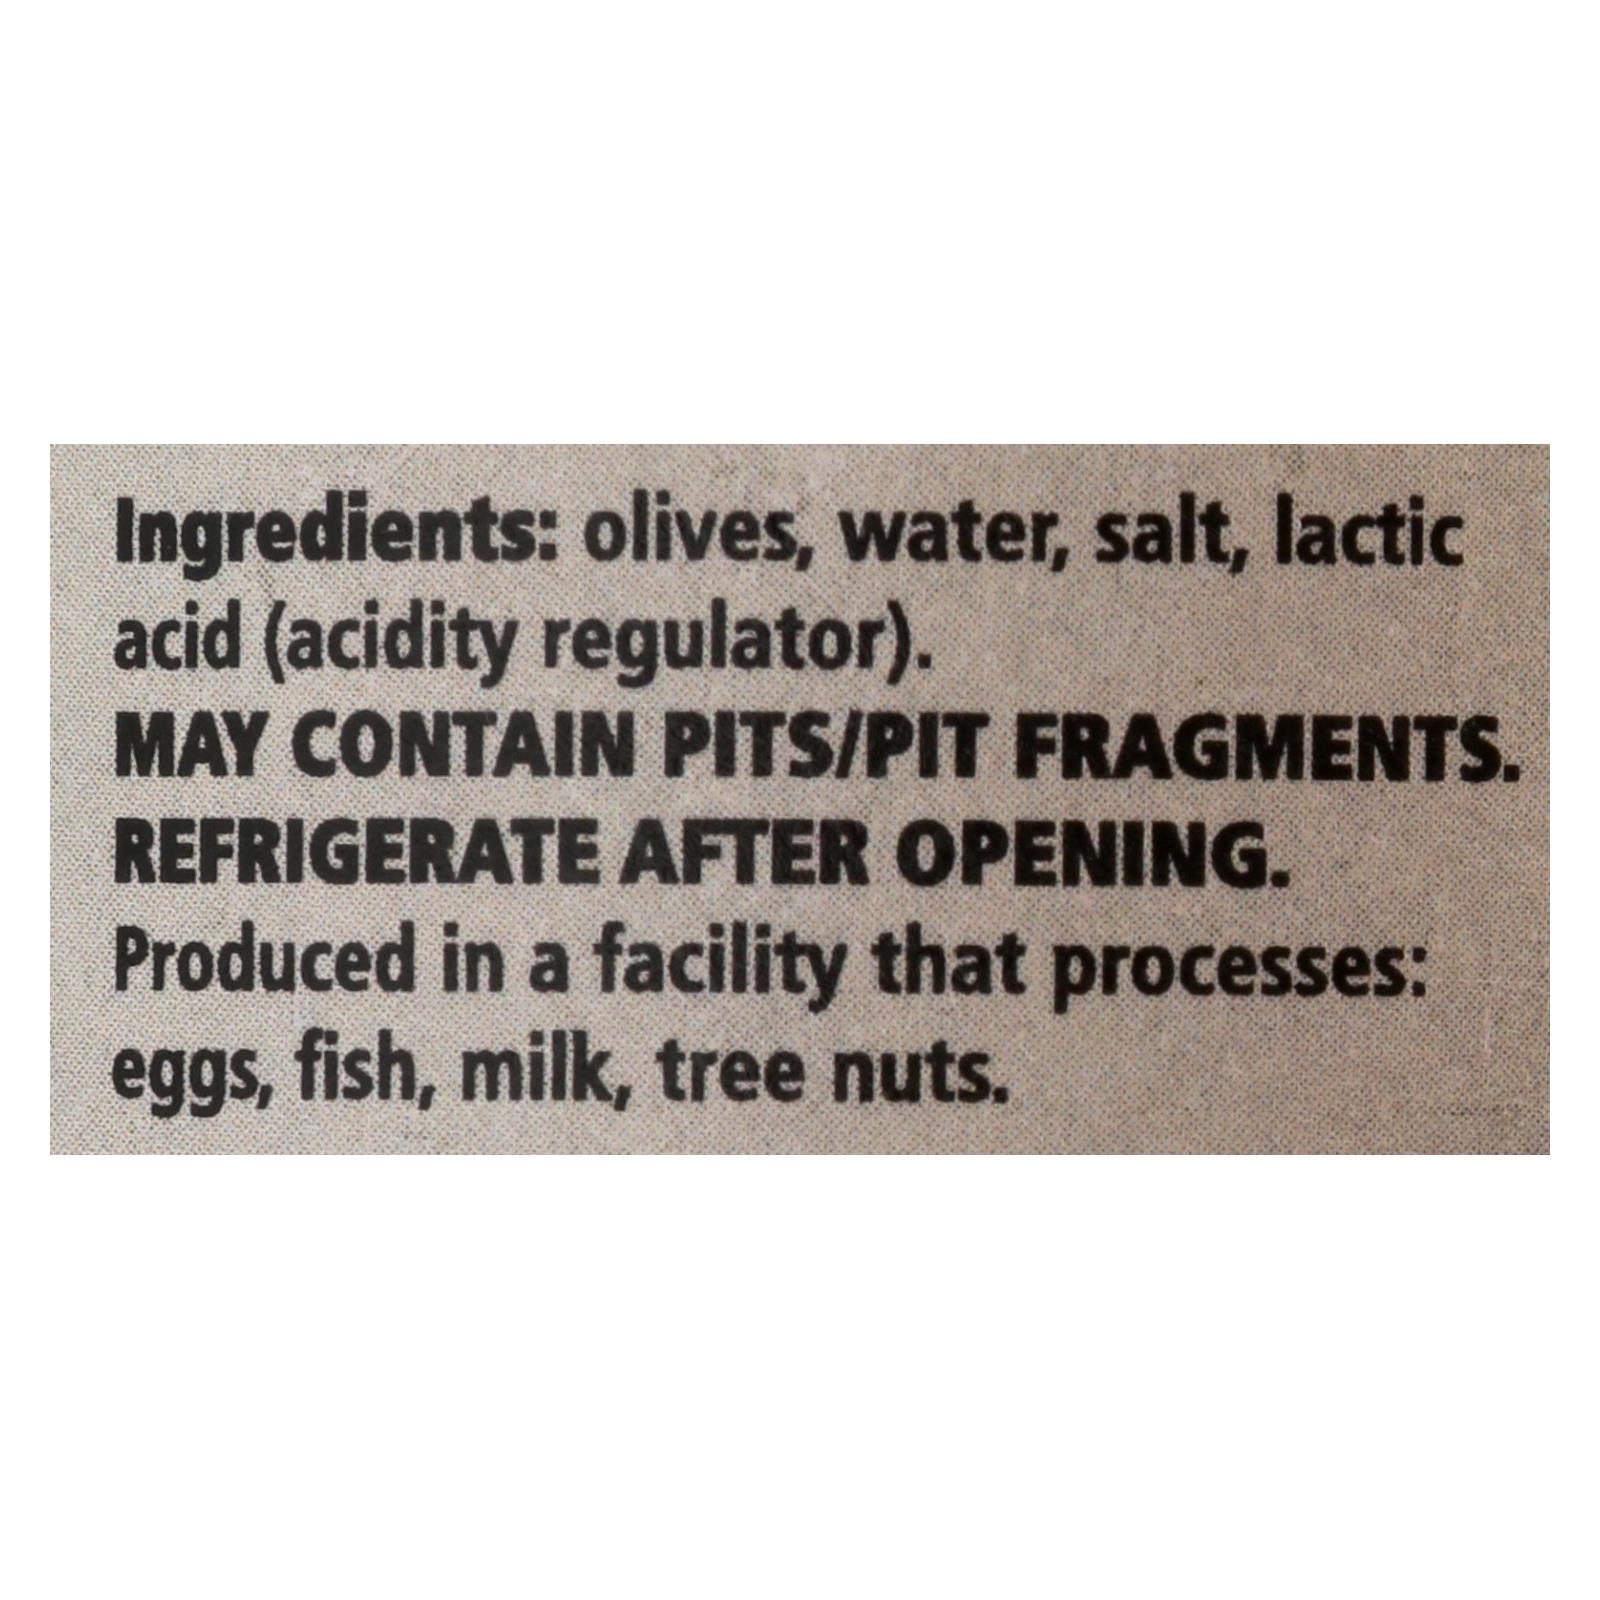 Ingredients: olives, water, salt, lactic
acid (acidity regulator).
MAY CONTAIN PITS/PIT FRAGMENTS.
REFRIGERATE AFTER OPENING.
Produced in a facility that processes:
eggs, fish, milk, tree nuts.